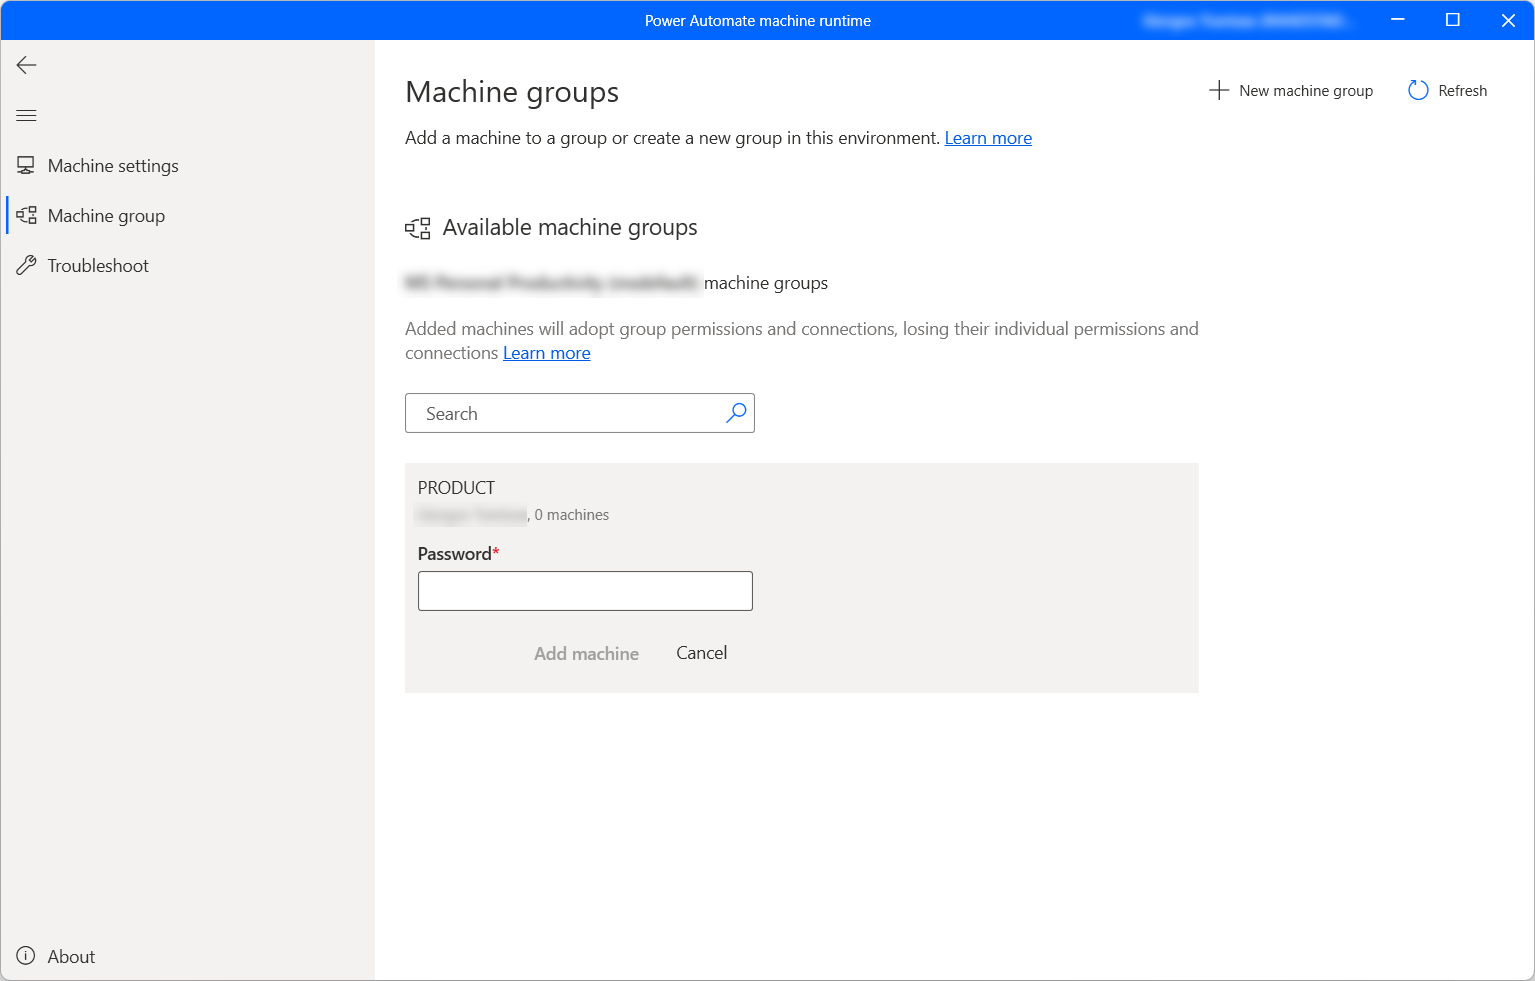 Power Automate machine runtime
Machine settings
Machine group
Troubleshoot
About
Machine groups
New machine group
Refresh
Add a machine to a group or create a new group in this environment. Learn more
Available machine groups
machine groups
Added machines will adopt group permissions and connections, losing their individual permissions and
connections Learn more
Search
PRODUCT
, 0 machines
Password*
Add machine
Cancel